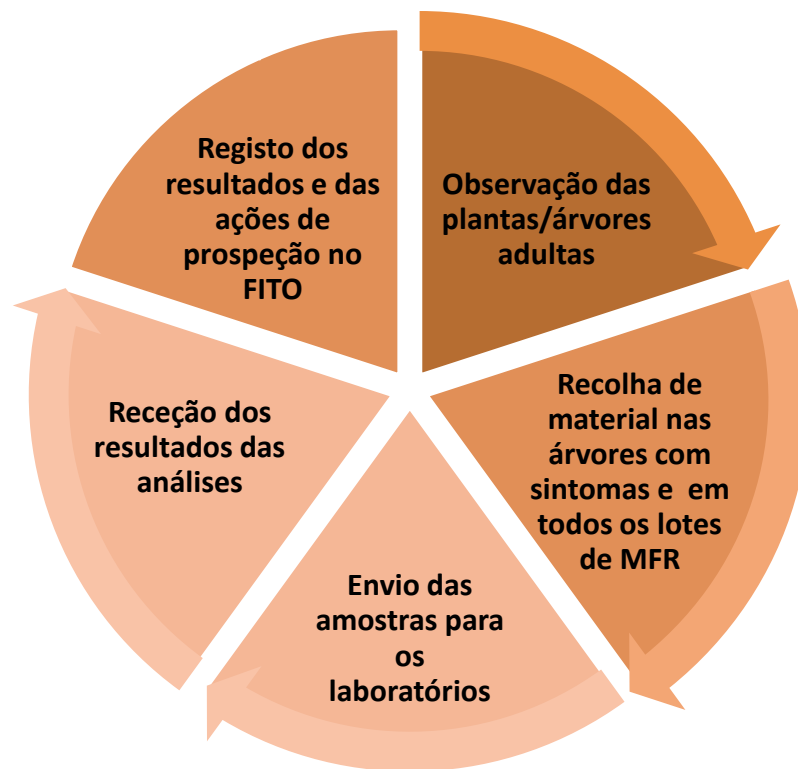 Observação das
plantas/árvores
adultas
Recolha de
material nas
árvores com
sintomas e em
todos os lotes
de MFR
Envio das
amostras para
os
laboratórios
Receção dos
resultados das
análises
Registo dos
resultados e das
ações de
prospeção no
FITO